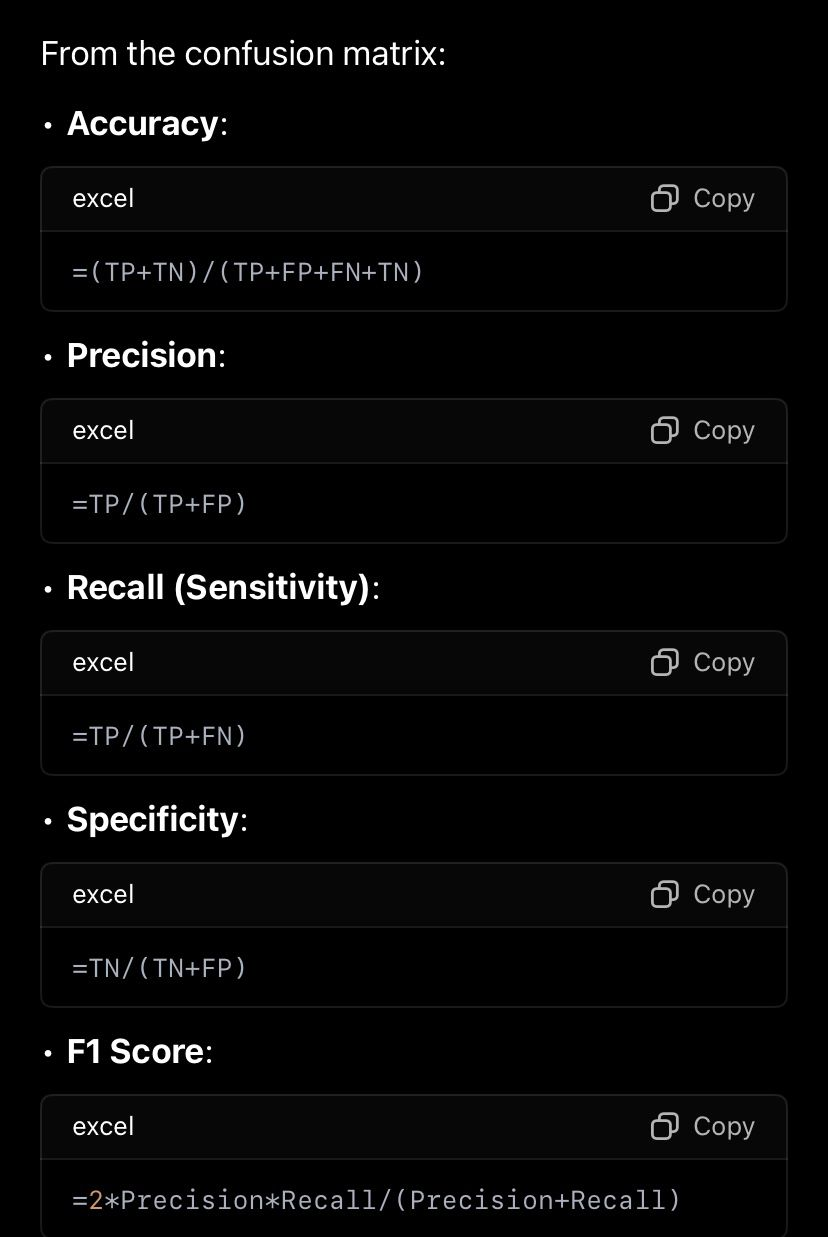 From the confusion matrix:
• Accuracy:
excel
Copy
=(TP+TN)/(TP+FP+FN+TN)
• Precision:
excel
Copy
=TP/(TP+FP)
• Recall (Sensitivity):
excel
Copy
=TP/(TP+FN)
• Specificity:
excel
Copy
=TN/(TN+FP)
• F1 Score:
excel
Copy
=2*Precision*Recall/(Precision+Recall)